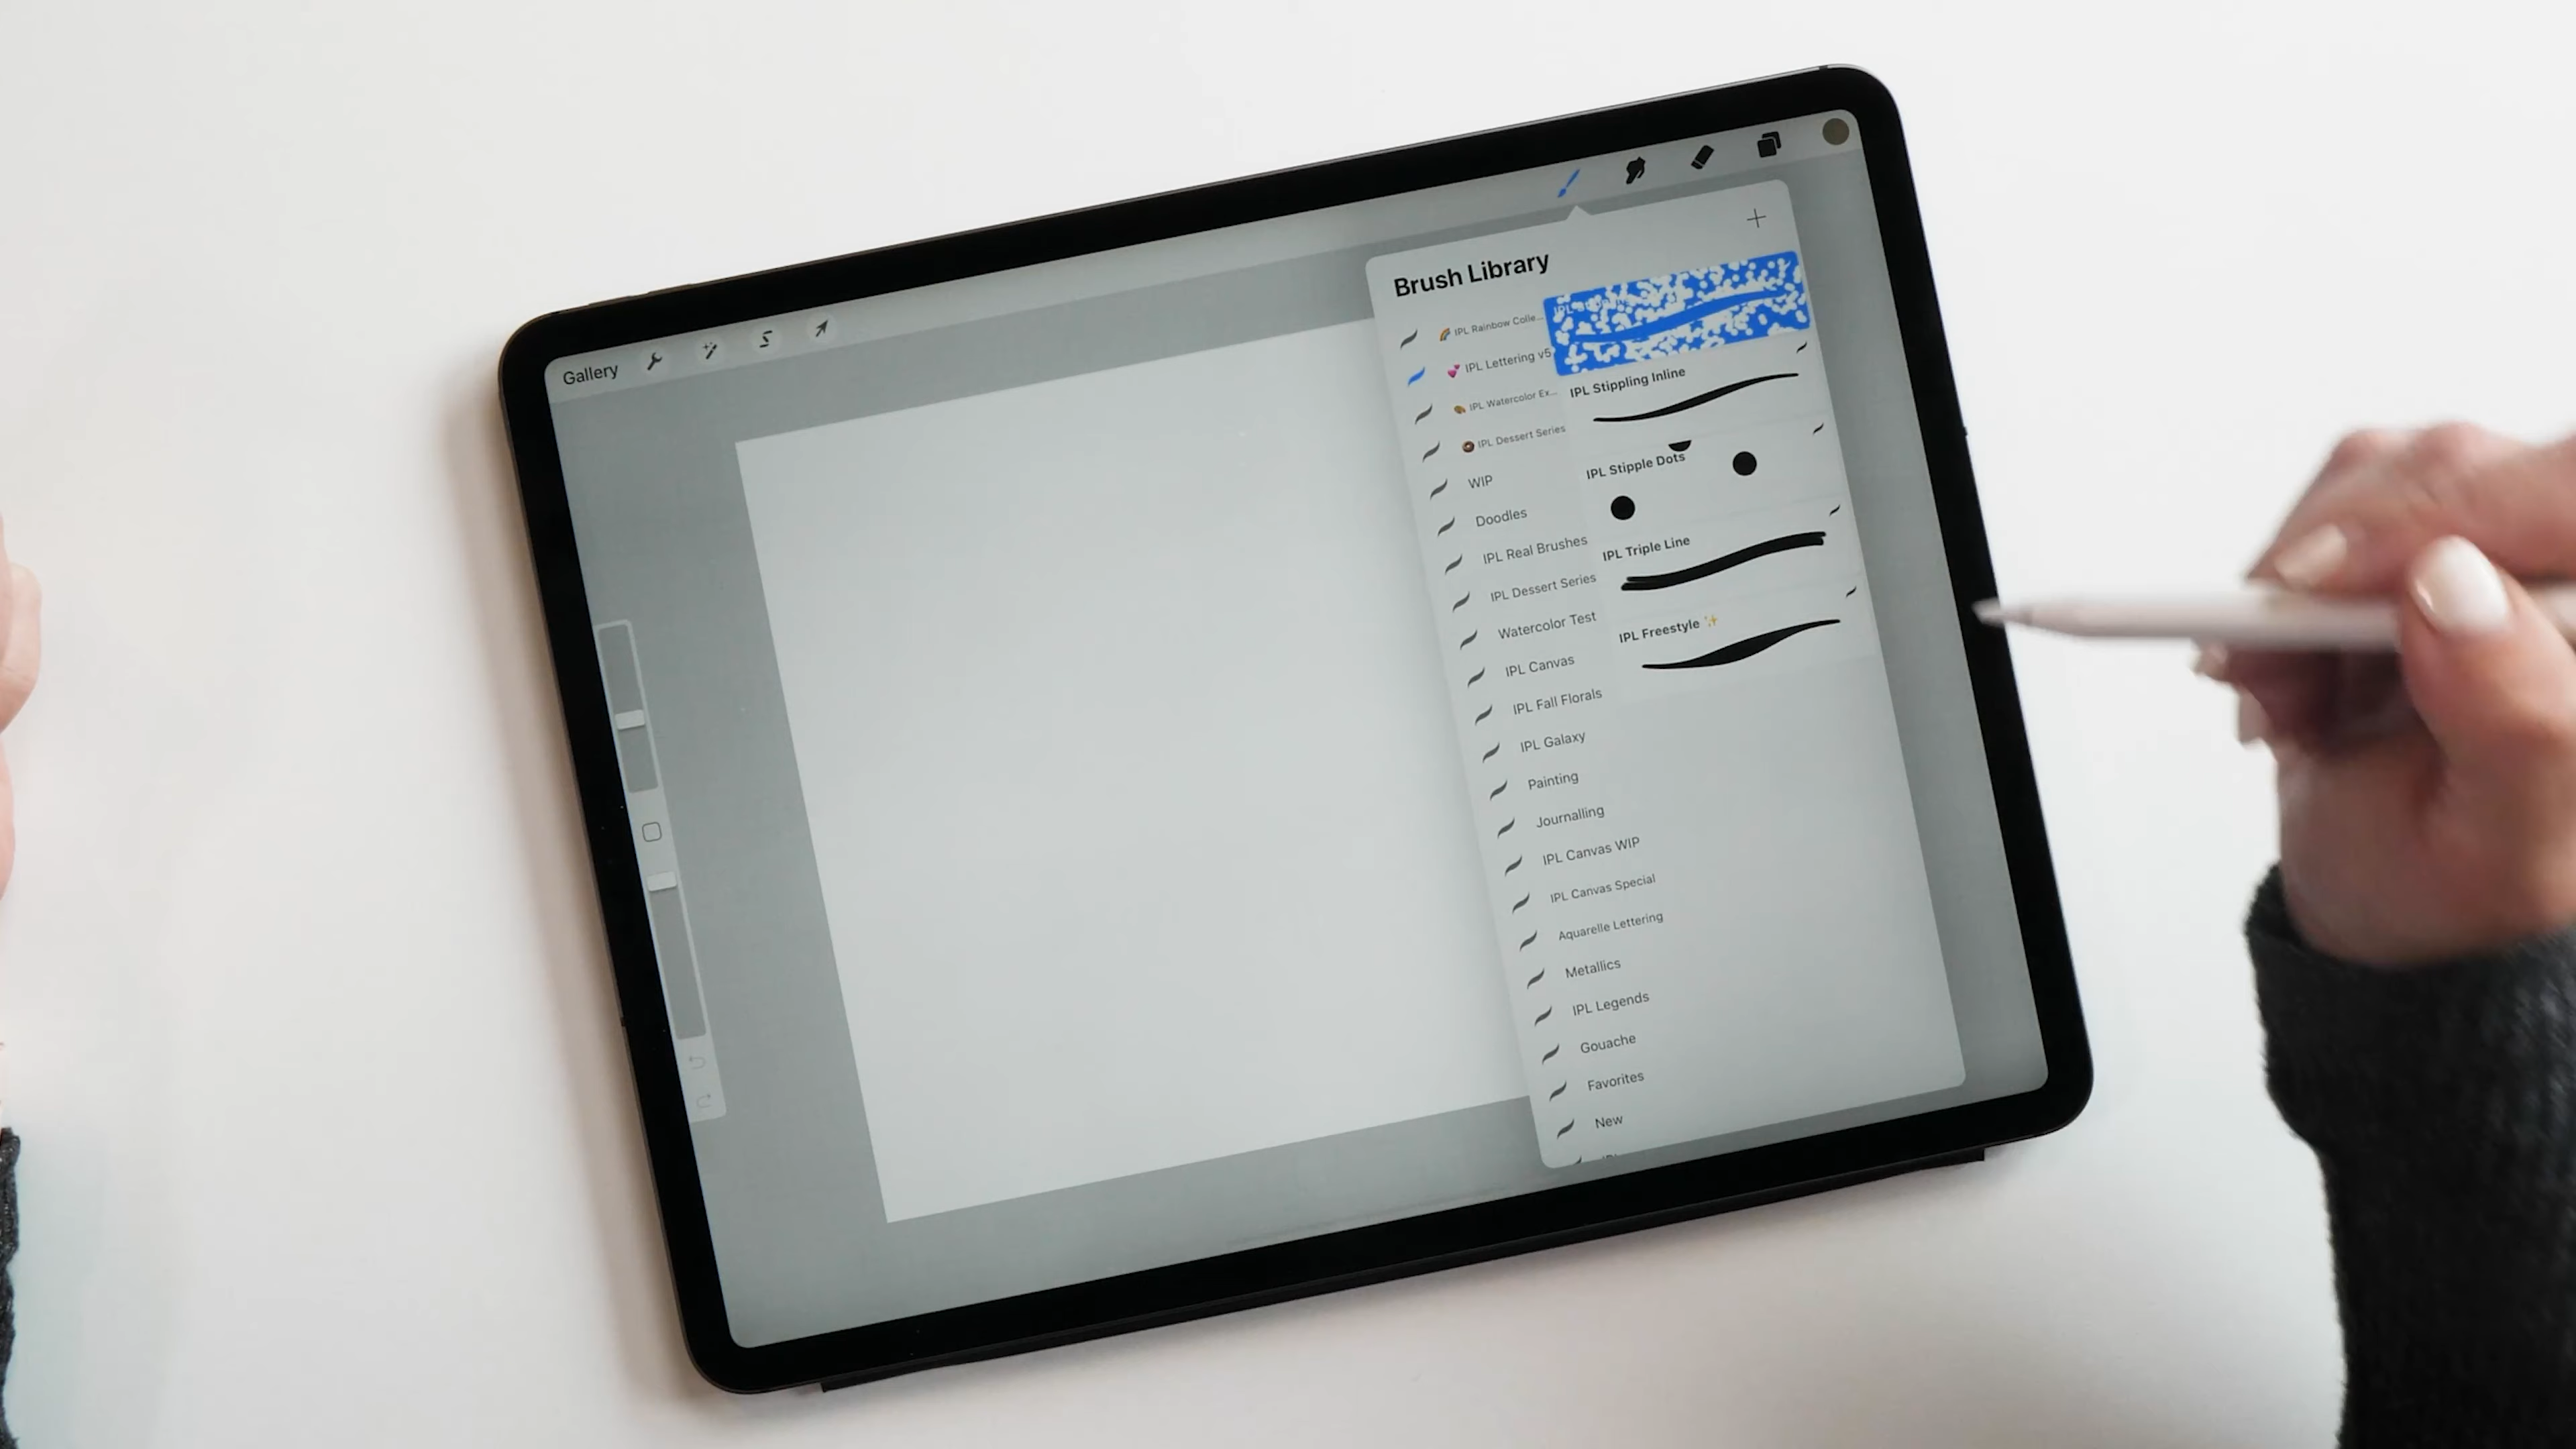 Gallery
Brush Library
IPL Rainbow Colle...
IPL Lettering v5
IPL Watercolor Ex...
IPL Dessert Series
WIP
Doodles
IPL Real Brushes
IPL Dessert Series
Watercolor Test
IPL Canvas
IPL Fall Florals
IPL Galaxy
Painting
Journalling
IPL Canvas WIP
IPL Canvas Special
Aquarelle Lettering
Metallics
IPL Legends
Gouache
Favorites
New
IPL
IPL Stippling Inline
IPL Stipple Dots
IPL Triple Line
IPL Freestyle ✨